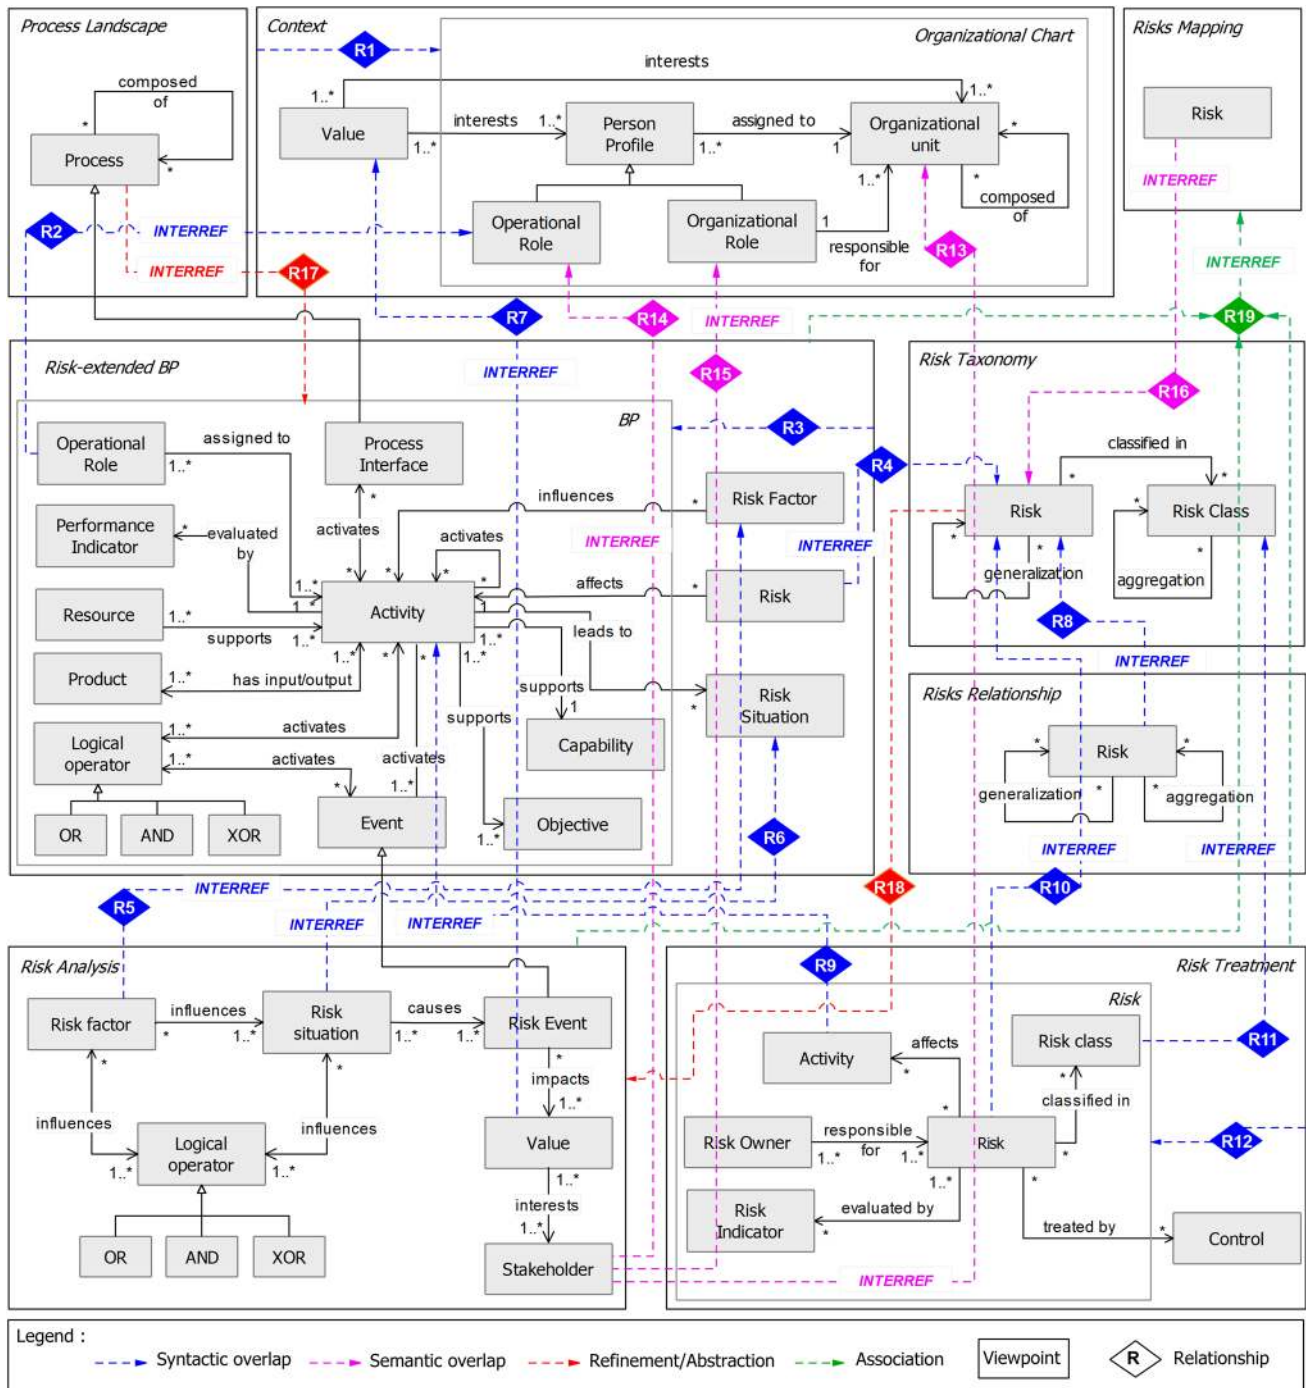 Process Landscape
composed
of
*
Process
*
R2
INTERREF
INTERREF
R17
Context
R1
Organizational Chart
interests
1..*
1..*
Value
interests
1..*
1..*
Person
Profile
assigned to
1..*
1
Organizational
unit
*
*
composed
of
1..*
Operational
Role
Organizational
Role
1
responsible
for
R13
R7
R14
INTERREF
R15
INTERREF
Risks Mapping
Risk
INTERREF
INTERREF
R19
Risk-extended BP
BP
R3
R4
Operational
Role
assigned to
1..*
Process
Interface
*
activates
Performance
Indicator
*
evaluated
by
influences
*
Risk Factor
INTERREF
INTERREF
activates
*
*
*
*
1..*
1..*
Activity
affects
*
1
Risk
Resource
1..*
supports
1..*
1..*
*
*
1..*
1..*
leads to
Product
1..*
has input/output
supports
1
supports
*
Risk
Situation
Logical
operator
1..*
activates
1..*
activates
*
activates
1..*
Capability
OR
AND
XOR
Event
1..*
Objective
R6
Risk Taxonomy
R16
classified in
*
*
Risk
*
*
generalization
Risk Class
*
*
aggregation
R8
INTERREF
Risks Relationship
*
Risk
*
generalization
*
*
aggregation
INTERREF
INTERREF
INTERREF
R5
INTERREF
INTERREF
R18
R10
Risk Analysis
Risk factor
influences
*
1..*
Risk
situation
causes
1..*
1..*
Risk Event
*
*
*
impacts
1..*
influences
influences
Logical
operator
1..*
1..*
Value
1..*
interests
1..*
OR
AND
XOR
Stakeholder
Risk Treatment
R9
Risk
Activity
affects
*
*
Risk class
*
classified in
R11
Risk Owner
responsible
for
1..*
1..*
Risk
*
R12
1..*
*
Risk
Indicator
evaluated by
*
treated by
*
Control
INTERREF
Legend :
Syntactic overlap
Semantic overlap
Refinement/Abstraction
Association
Viewpoint
R
Relationship